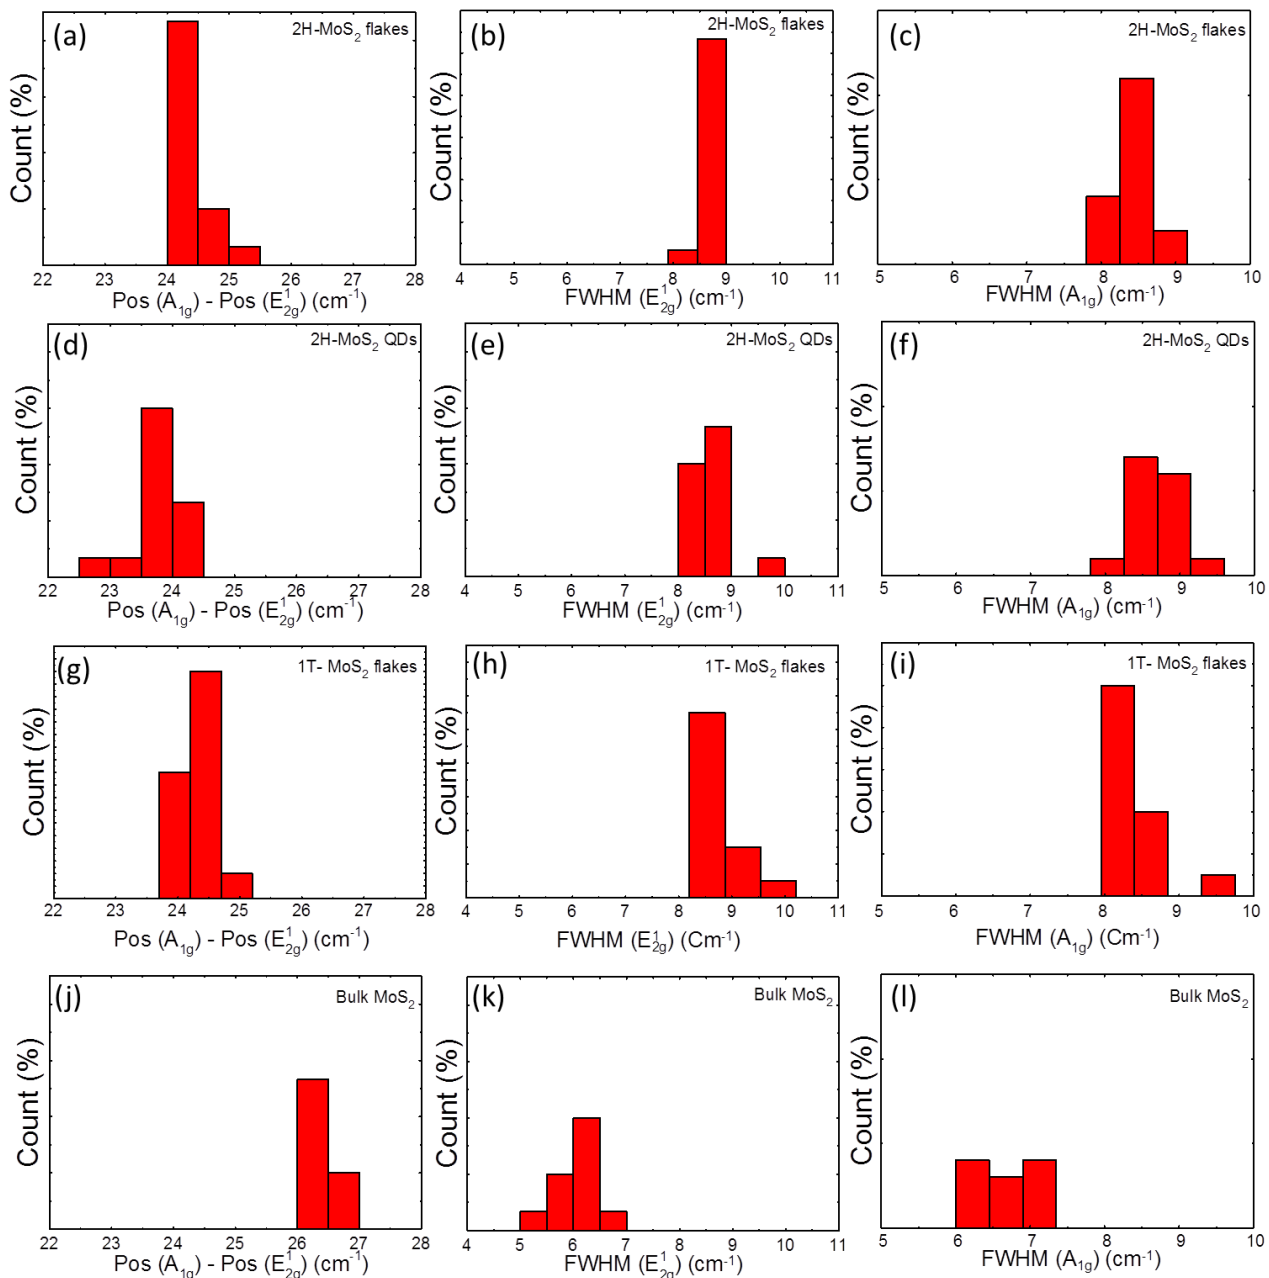 (a)
2H-MoS₂ flakes
Count (%)
22 23 24 25 26 27 28
Pos (A₁g) - Pos (E¹₂g) (cm⁻¹)
(b)
2H-MoS₂ flakes
Count (%)
4 5 6 7 8 9 10 11
FWHM (E¹₂g) (cm⁻¹)
(c)
2H-MoS₂ flakes
Count (%)
5 6 7 8 9 10
FWHM (A₁g) (cm⁻¹)
(d)
2H-MoS₂ QDs
Count (%)
22 23 24 25 26 27 28
Pos (A₁g) - Pos (E¹₂g) (cm⁻¹)
(e)
2H-MoS₂ QDs
Count (%)
4 5 6 7 8 9 10 11
FWHM (E¹₂g) (cm⁻¹)
(f)
2H-MoS₂ QDs
Count (%)
5 6 7 8 9 10
FWHM (A₁g) (cm⁻¹)
(g)
1T- MoS₂ flakes
Count (%)
22 23 24 25 26 27 28
Pos (A₁g) - Pos (E¹₂g) (cm⁻¹)
(h)
1T- MoS₂ flakes
Count (%)
4 5 6 7 8 9 10 11
FWHM (E¹₂g) (Cm⁻¹)
(i)
1T- MoS₂ flakes
Count (%)
5 6 7 8 9 10
FWHM (A₁g) (Cm⁻¹)
(j)
Bulk MoS₂
Count (%)
22 23 24 25 26 27 28
Pos (A₁g) - Pos (E¹₂g) (cm⁻¹)
(k)
Bulk MoS₂
Count (%)
4 5 6 7 8 9 10 11
FWHM (E¹₂g) (cm⁻¹)
(l)
Bulk MoS₂
Count (%)
5 6 7 8 9 10
FWHM (A₁g) (cm⁻¹)